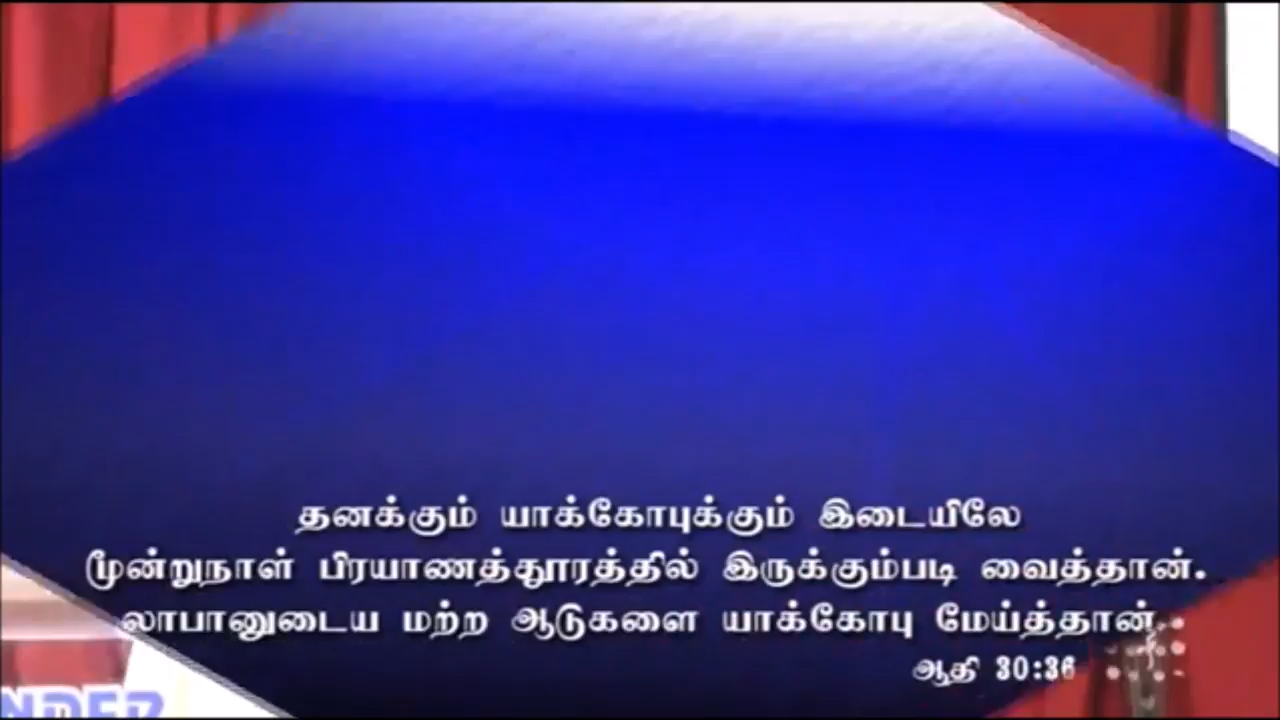 தனக்கும் யாக்கோபுக்கும் இடையிலே
மூன்றுநாள் பிரயாணத்தூரத்தில் இருக்கும்படி வைத்தான்.
லாபானுடைய மற்ற ஆடுகளை யாக்கோபு மேய்த்தான்.
ஆதி 30:36